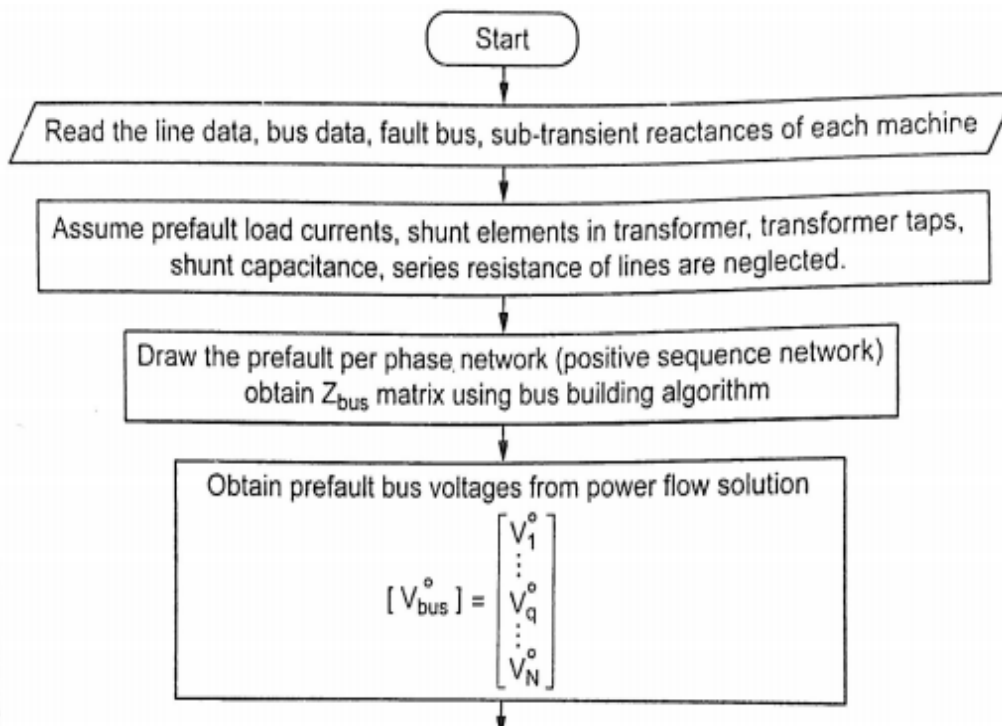 Start
Read the line data, bus data, fault bus, sub-transient reactances of each machine
Assume prefault load currents, shunt elements in transformer, transformer taps,
shunt capacitance, series resistance of lines are neglected.
Draw the prefault per phase network (positive sequence network)
obtain Z_bus matrix using bus building algorithm
Obtain prefault bus voltages from power flow solution
V₁°
⋮
[ V°_bus ] = V_q°
⋮
V_N°